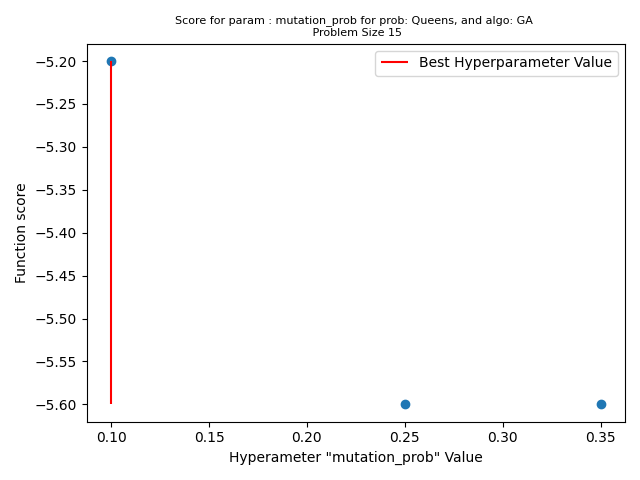 Score for param : mutation_prob for prob: Queens, and algo: GA
Problem Size 15
Best Hyperparameter Value
Function score
−5.20
−5.25
−5.30
−5.35
−5.40
−5.45
−5.50
−5.55
−5.60
0.10 0.15 0.20 0.25 0.30 0.35
Hyperameter "mutation_prob" Value